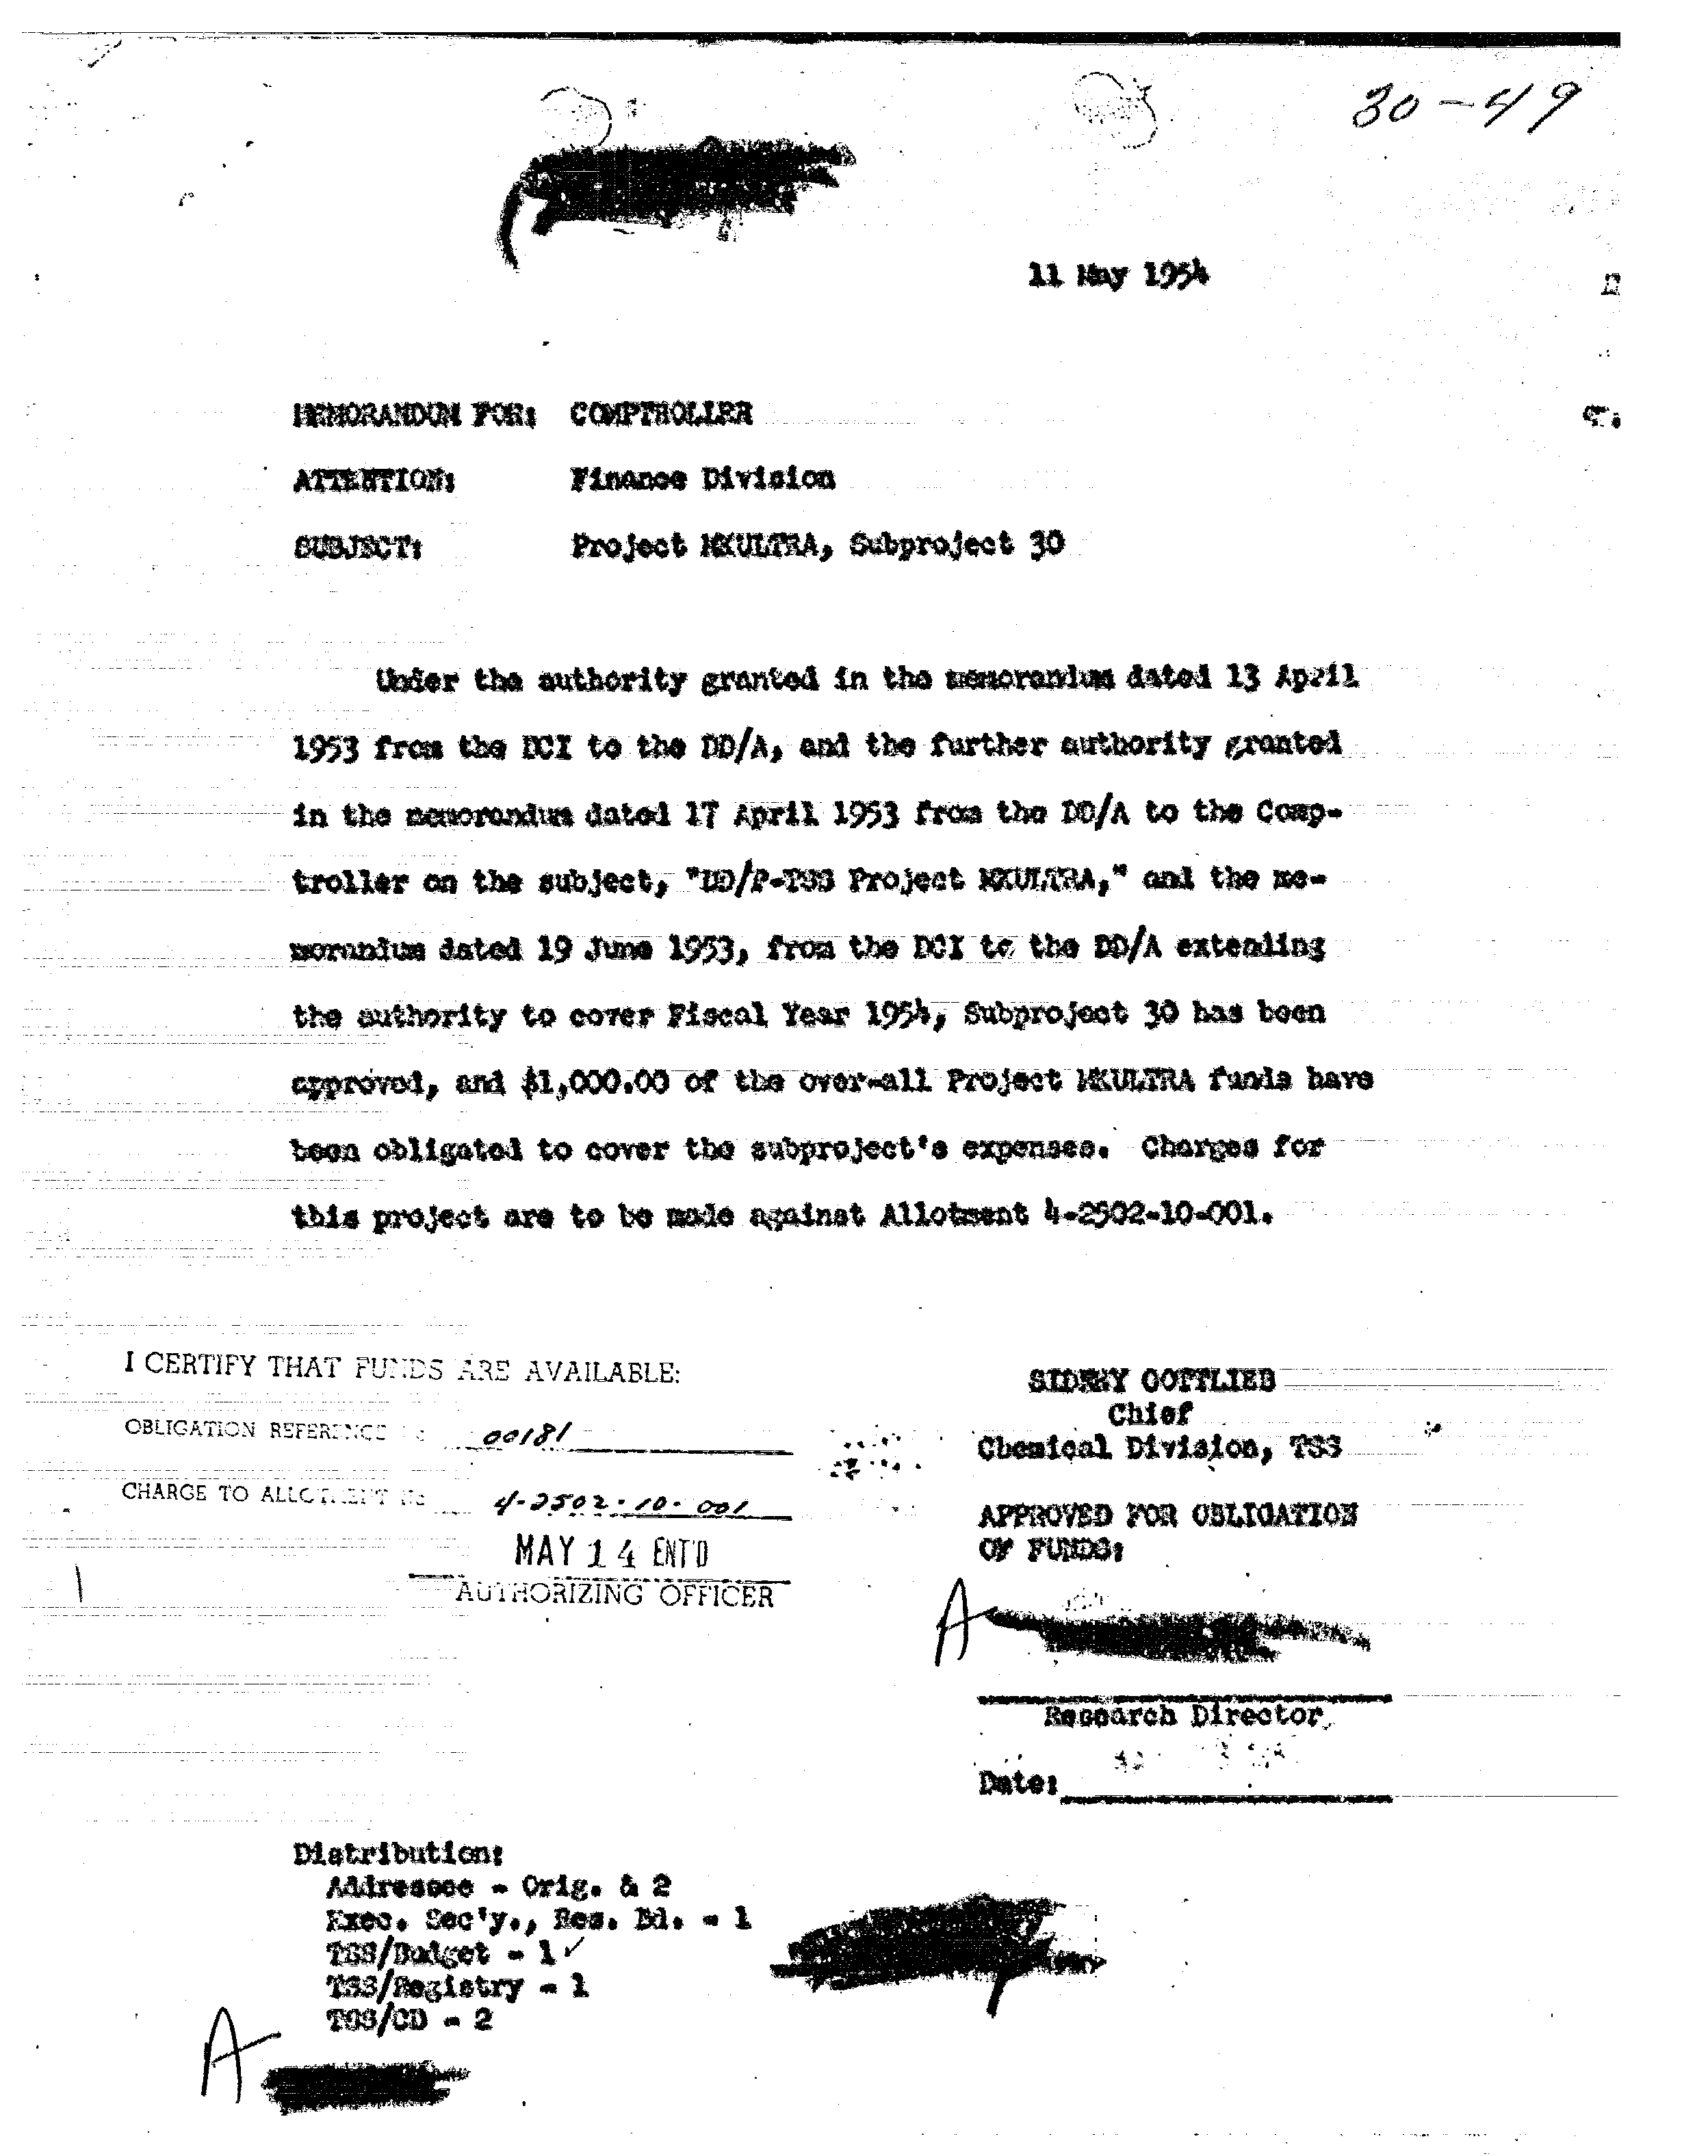 30-49
11 May 1954
MEMORANDUM FOR: COMPTROLLER
ATTENTION: Finance Division
SUBJECT: Project MKULTRA, Subproject 30
Under the authority granted in the memorandum dated 13 April
1953 from the DCI to the DD/A, and the further authority granted
in the memorandum dated 17 April 1953 from the DD/A to the Comp-
troller on the subject, "DD/P-TSS Project MKULTRA," and the me-
morandum dated 19 June 1953, from the DCI to the DD/A extending
the authority to cover Fiscal Year 1954, Subproject 30 has been
approved, and $1,000.00 of the over-all Project MKULTRA funds have
been obligated to cover the subproject's expenses. Charges for
this project are to be made against Allotment 4-2502-10-001.
I CERTIFY THAT FUNDS ARE AVAILABLE:
OBLIGATION REFERENCE 00181
CHARGE TO ALLOTMENT NO 4-2502-10-001
MAY 14 ENT'D
AUTHORIZING OFFICER
SIDNEY GOTTLIEB
Chief
Chemical Division, TSS
APPROVED FOR OBLIGATION
OF FUNDS:
A
Research Director
Date:
Distribution:
Addressee - Orig. & 2
Exec. Sec'y., Res. Bd. - 1
TSS/Budget - 1 ✓
TSS/Registry - 1
TSS/CD - 2
A